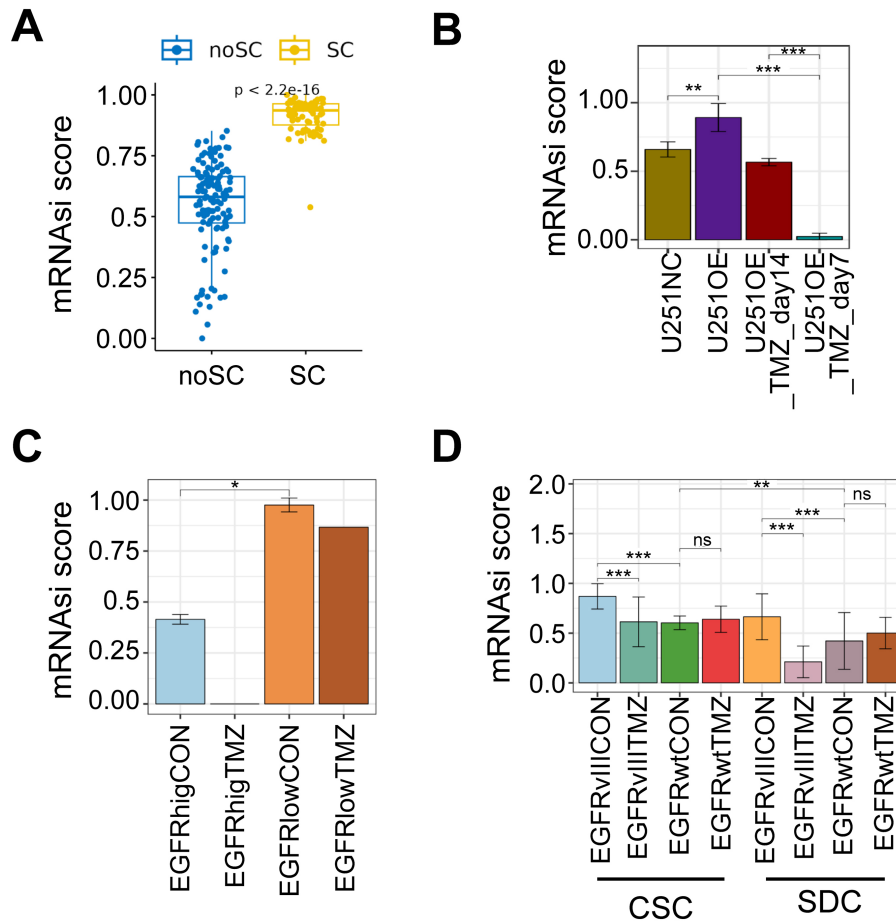 A
noSC SC
p < 2.2e-16
mRNAsi score
1.00
0.75
0.5
0.25
0.00
noSC SC
B
mRNAsi score
1.00
0.5
0.00
** *** ***
U251NC
U251OE
U251OE
_TMZ_day14
U251OE
_TMZ_day7
C
mRNAsi score
1.00
0.75
0.5
0.25
0.00
*
EGFRhigCON
EGFRhigTMZ
EGFRlowCON
EGFRlowTMZ
D
mRNAsi score
2.0
1.5
1.0
0.5
0.0
***
***
ns
**
***
***
ns
EGFRvIIICON
EGFRvIIITMZ
EGFRwtCON
EGFRwtTMZ
EGFRvIIICON
EGFRvIIITMZ
EGFRwtCON
EGFRwtTMZ
CSC SDC